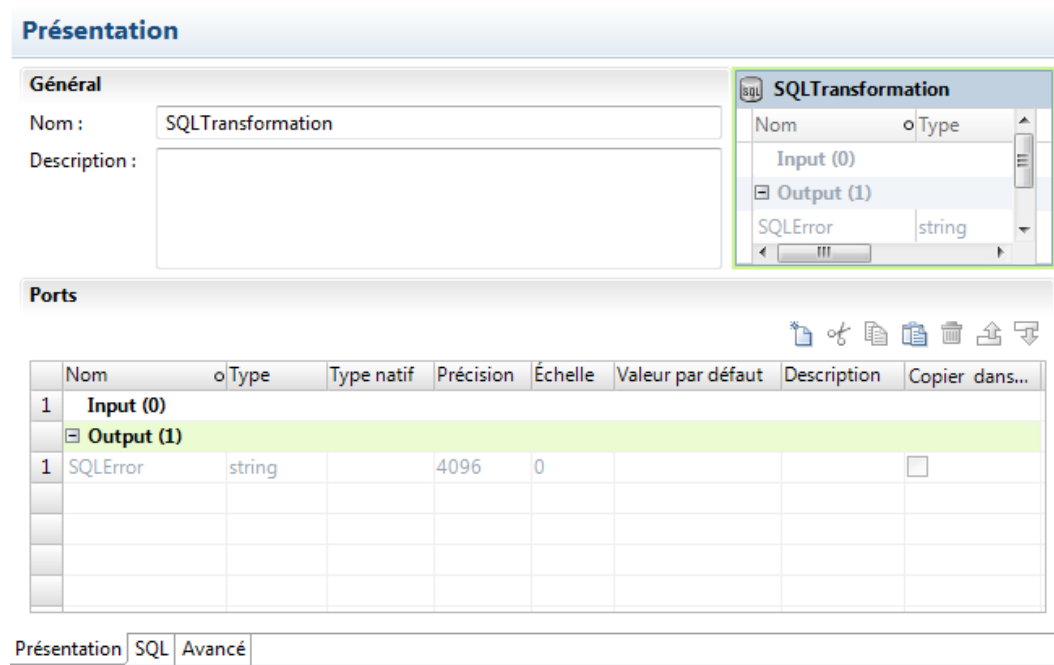 Présentation
Général
Nom :
SQLTransformation
Description :
sql
SQLTransformation
Nom
Type
Input (0)
Output (1)
SQLError
string
Ports
Nom
Type
Type natif
Précision
Échelle
Valeur par défaut
Description
Copier dans...
1
Input (0)
Output (1)
1
SQLError
string
4096
0
Présentation
SQL
Avancé